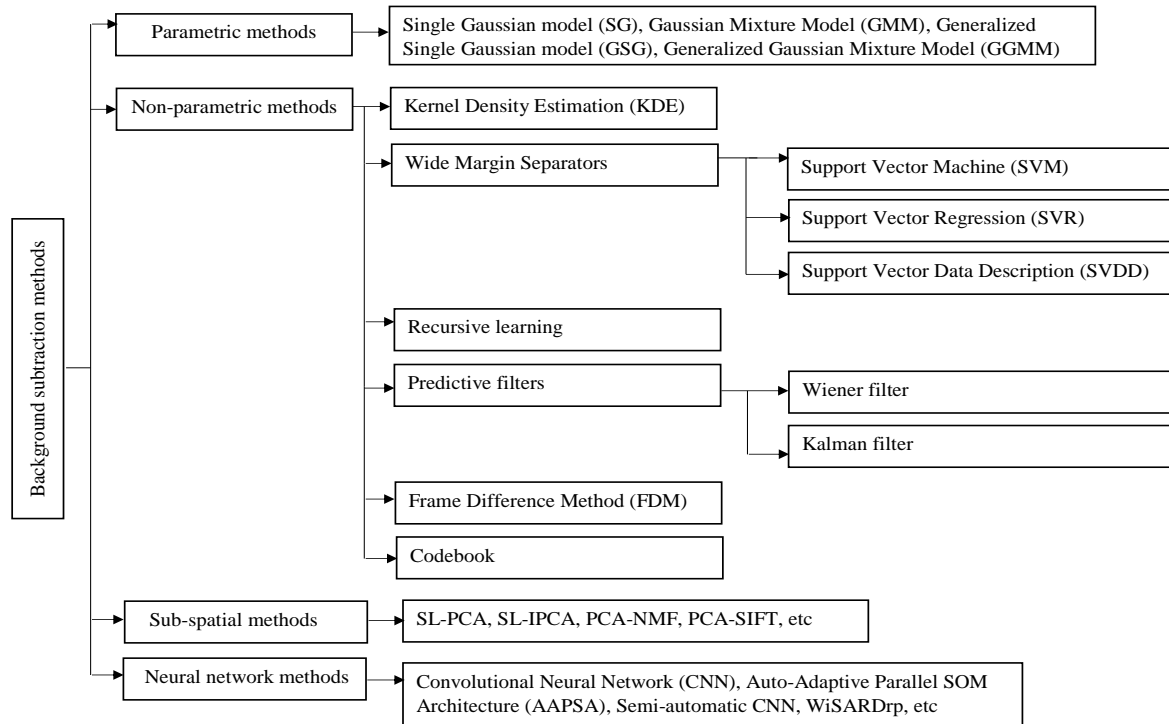 Background subtraction methods
Parametric methods
Single Gaussian model (SG), Gaussian Mixture Model (GMM), Generalized
Single Gaussian model (GSG), Generalized Gaussian Mixture Model (GGMM)
Non-parametric methods
Kernel Density Estimation (KDE)
Wide Margin Separators
Support Vector Machine (SVM)
Support Vector Regression (SVR)
Support Vector Data Description (SVDD)
Recursive learning
Predictive filters
Wiener filter
Kalman filter
Frame Difference Method (FDM)
Codebook
Sub-spatial methods
SL-PCA, SL-IPCA, PCA-NMF, PCA-SIFT, etc
Neural network methods
Convolutional Neural Network (CNN), Auto-Adaptive Parallel SOM
Architecture (AAPSA), Semi-automatic CNN, WiSARDrp, etc